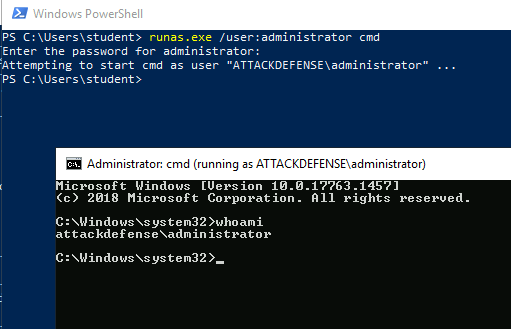 Windows PowerShell
PS C:\Users\student> runas.exe /user:administrator cmd
Enter the password for administrator:
Attempting to start cmd as user "ATTACKDEFENSE\administrator" ...
PS C:\Users\student>
Administrator: cmd (running as ATTACKDEFENSE\administrator)
Microsoft Windows [Version 10.0.17763.1457]
(c) 2018 Microsoft Corporation. All rights reserved.
C:\Windows\system32>whoami
attackdefense\administrator
C:\Windows\system32>_